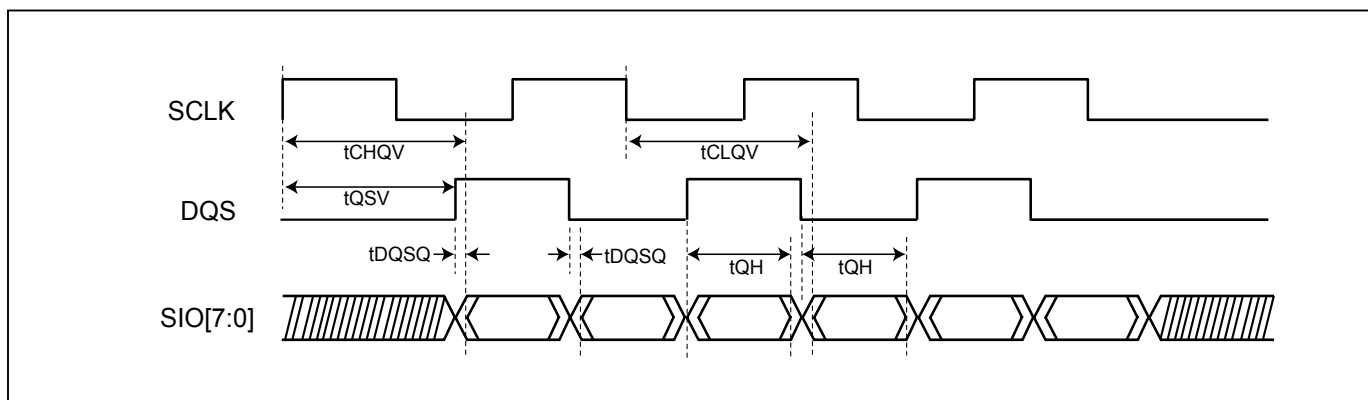 SCLK
tCHQV
tCLQV
tQSV
DQS
tDQSQ
tDQSQ
tQH
tQH
SIO[7:0]